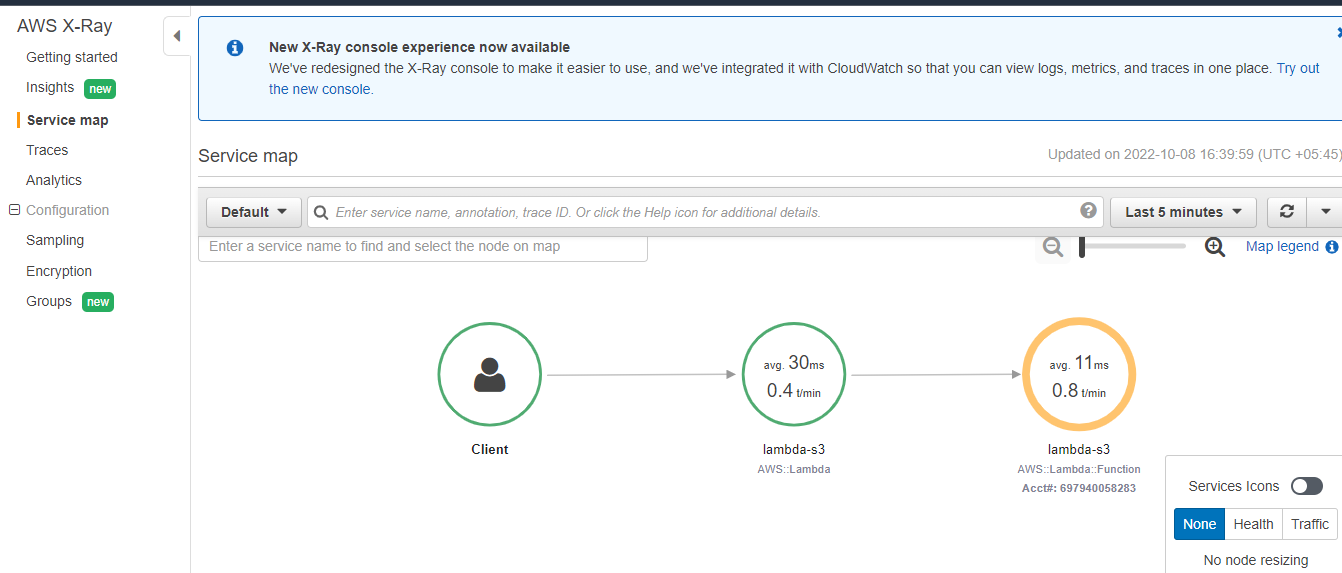 AWS X-Ray
Getting started
Insights new
Service map
Traces
Analytics
Configuration
Sampling
Encryption
Groups new
New X-Ray console experience now available
We've redesigned the X-Ray console to make it easier to use, and we've integrated it with CloudWatch so that you can view logs, metrics, and traces in one place. Try out
the new console.
Service map
Updated on 2022-10-08 16:39:59 (UTC +05:45)
Default
Enter service name, annotation, trace ID. Or click the Help icon for additional details.
Last 5 minutes
Enter a service name to find and select the node on map
Map legend
avg. 30ms
0.4 t/min
avg. 11ms
0.8 t/min
Client
lambda-s3
AWS::Lambda
lambda-s3
AWS::Lambda::Function
Acct#: 697940058283
Services Icons
None Health Traffic
No node resizing